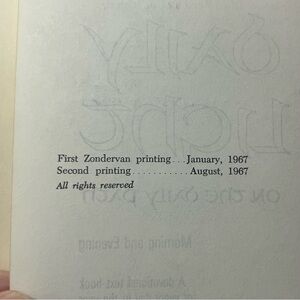 First Zondervan printing...January, 1967
Second printing...........August, 1967
All rights reserved